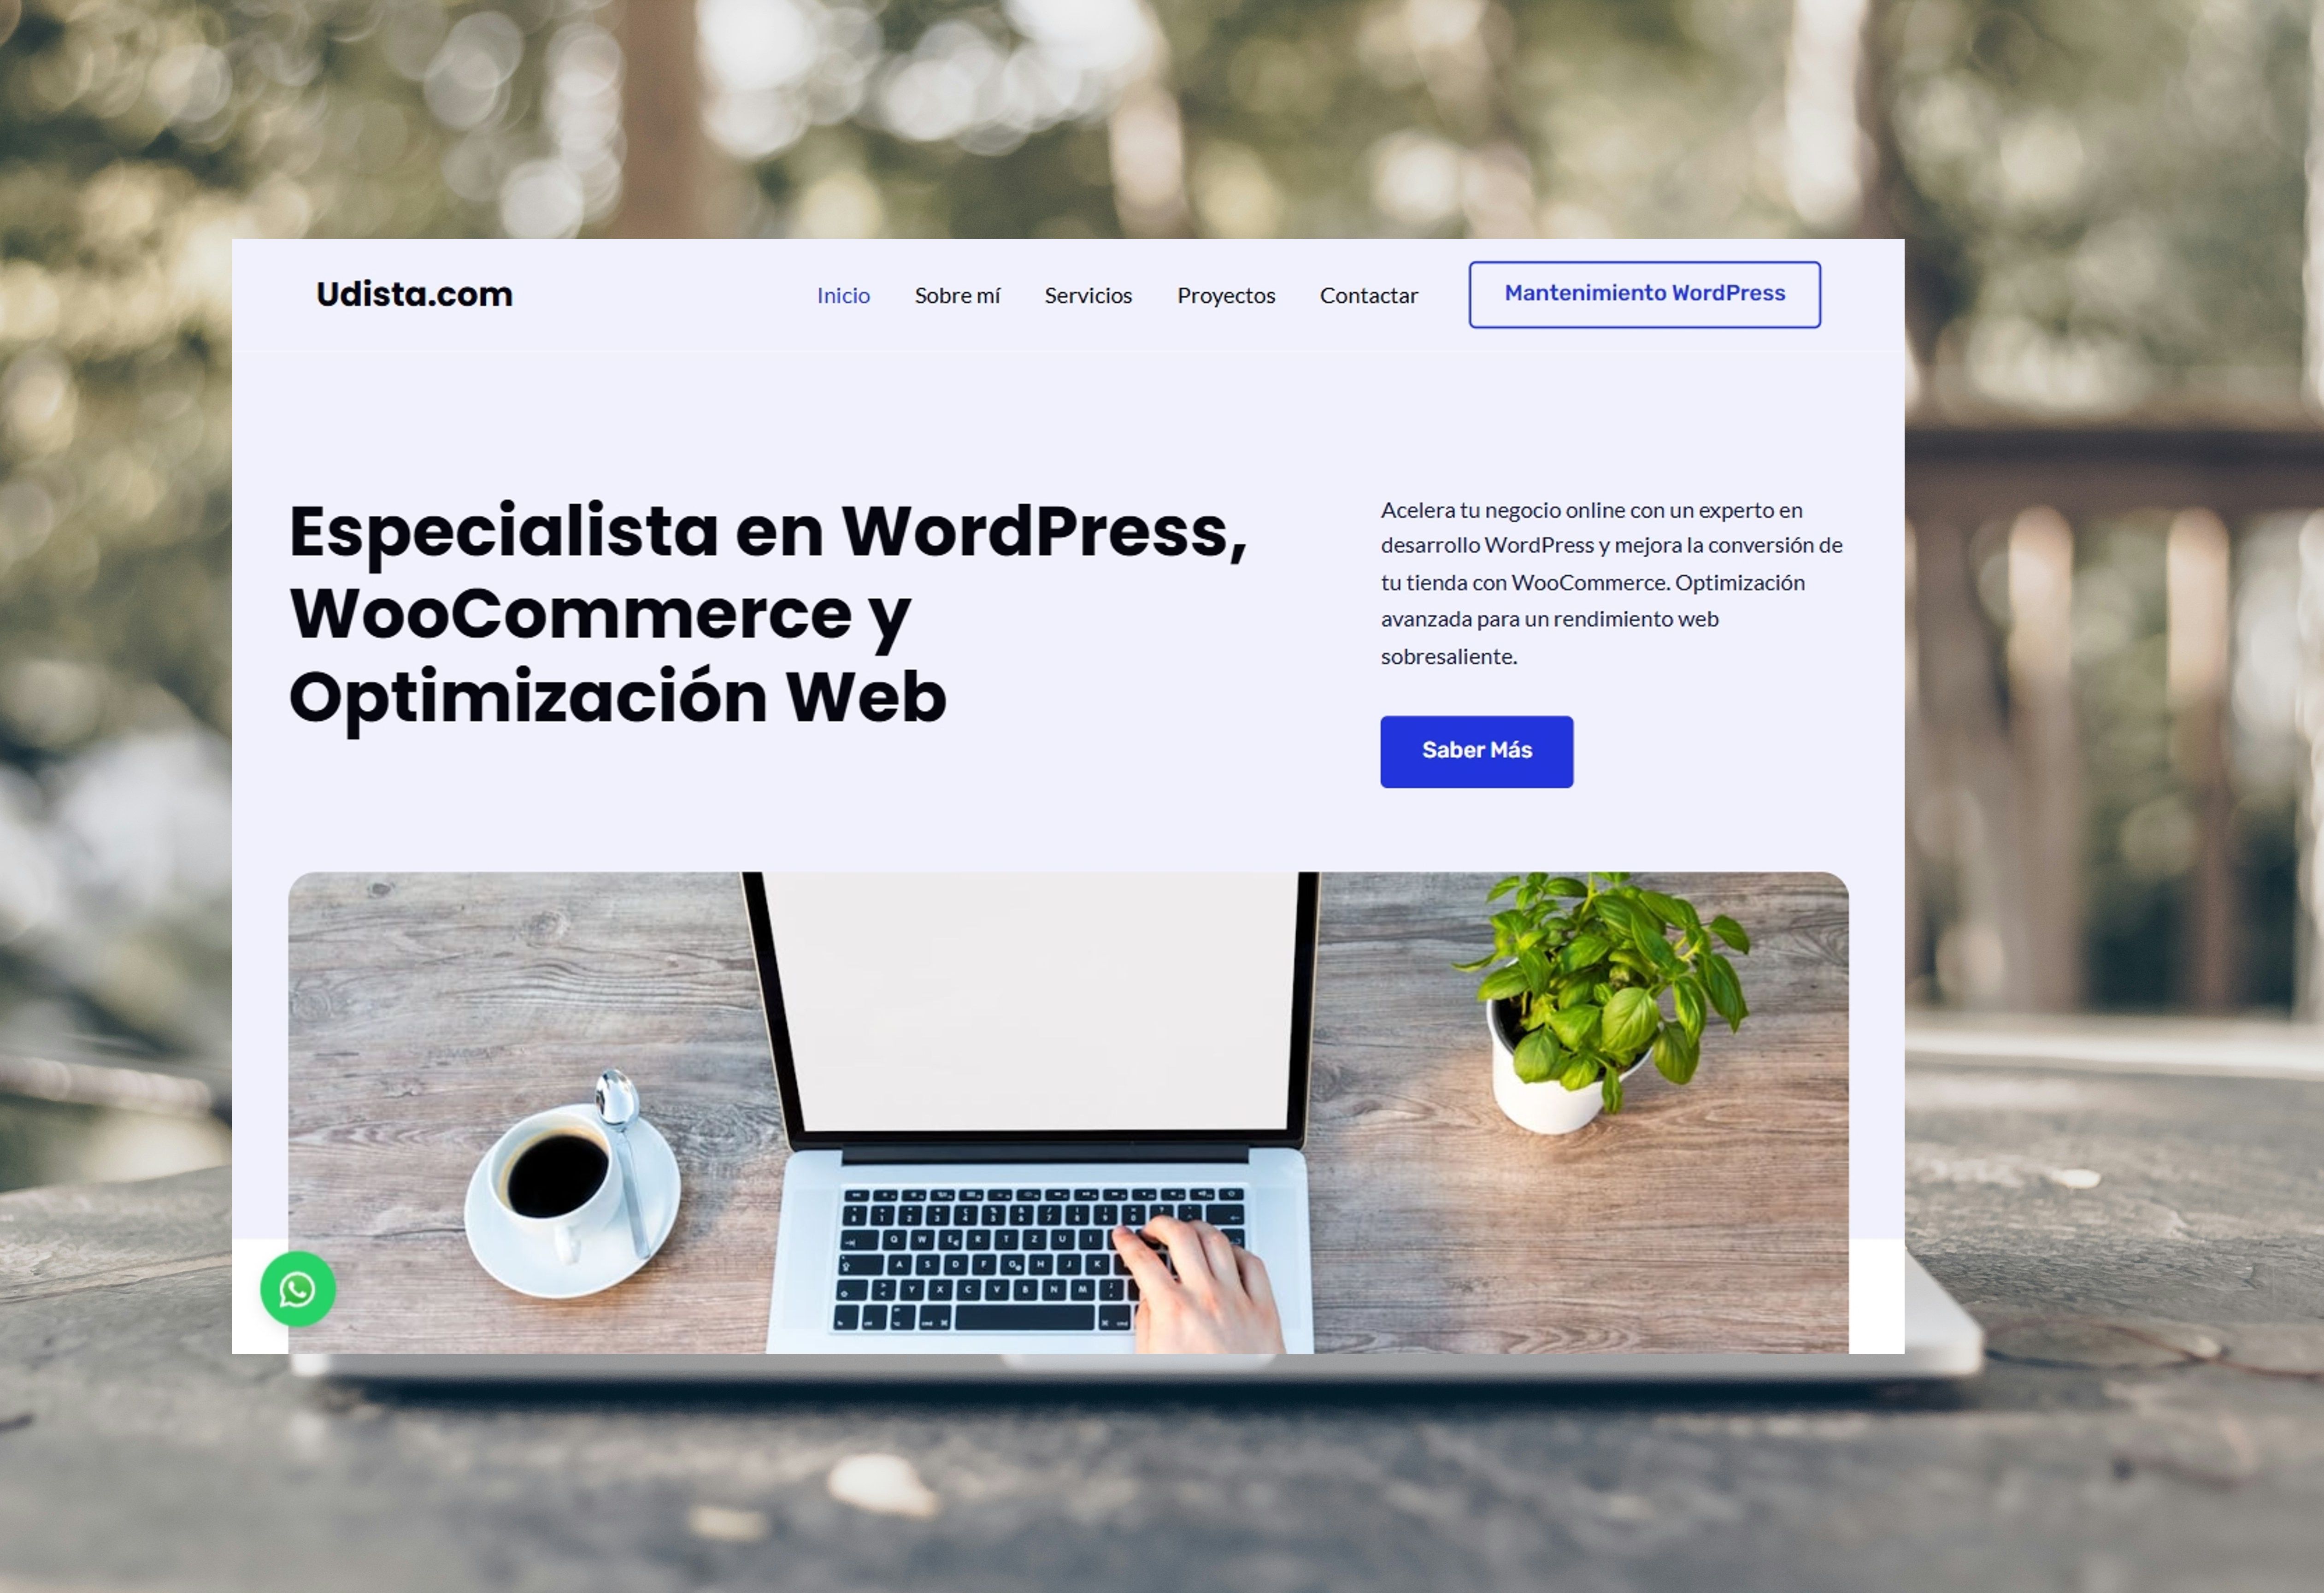 Udista.com
Inicio
Sobre mí
Servicios
Proyectos
Contactar
Mantenimiento WordPress
Especialista en WordPress,
WooCommerce y
Optimización Web
Acelera tu negocio online con un experto en
desarrollo WordPress y mejora la conversión de
tu tienda con WooCommerce. Optimización
avanzada para un rendimiento web
sobresaliente.
Saber Más